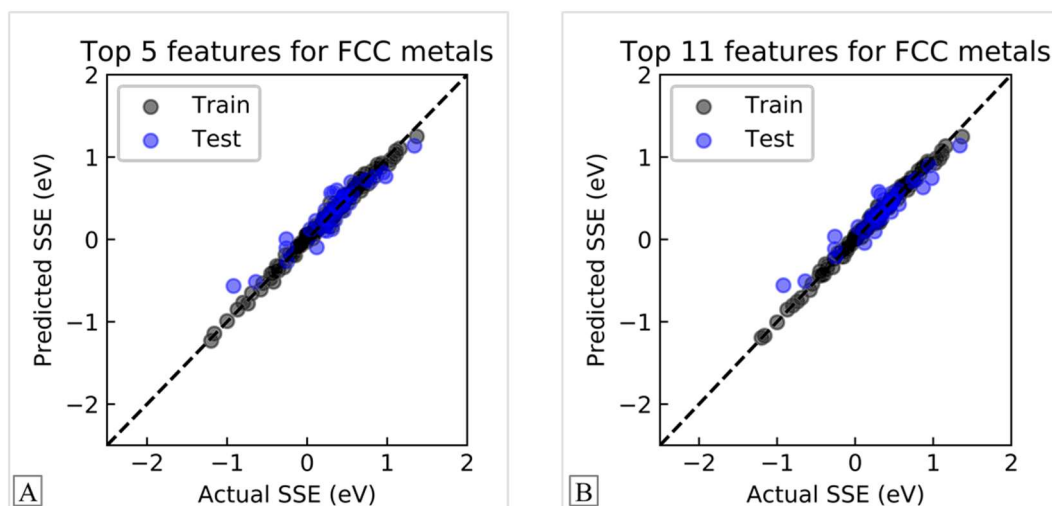 Top 5 features for FCC metals
2
1
0
−1
−2
Predicted SSE (eV)
Train
Test
−2 −1 0 1 2
Actual SSE (eV)
A
Top 11 features for FCC metals
2
1
0
−1
−2
Predicted SSE (eV)
Train
Test
−2 −1 0 1 2
Actual SSE (eV)
B